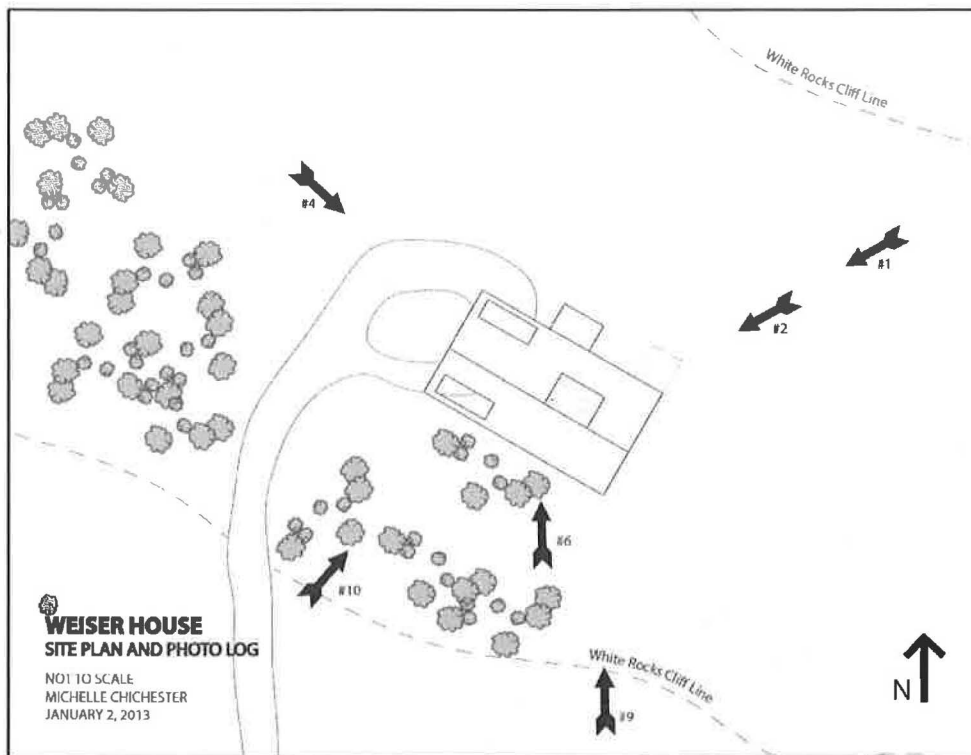 White Rocks Cliff Line
#4
#1
#2
#6
#10
WEISER HOUSE
SITE PLAN AND PHOTO LOG
NOT TO SCALE
MICHELLE CHICHESTER
JANUARY 2, 2013
White Rocks Cliff Line
#9
N